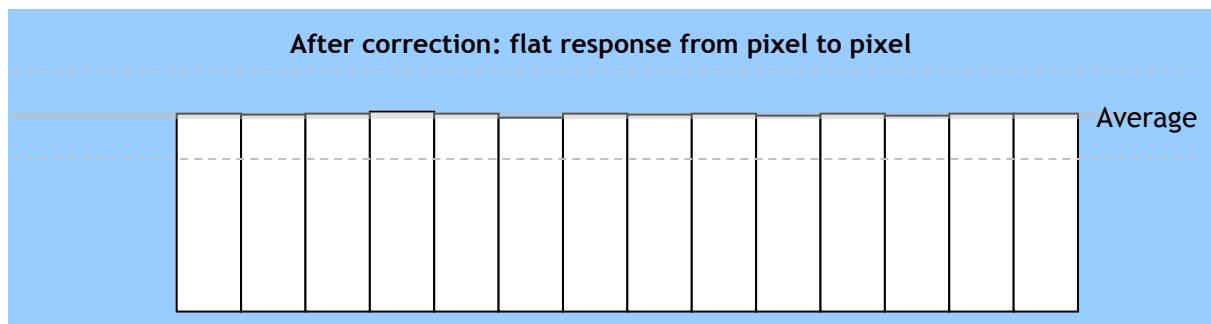 After correction: flat response from pixel to pixel
Average